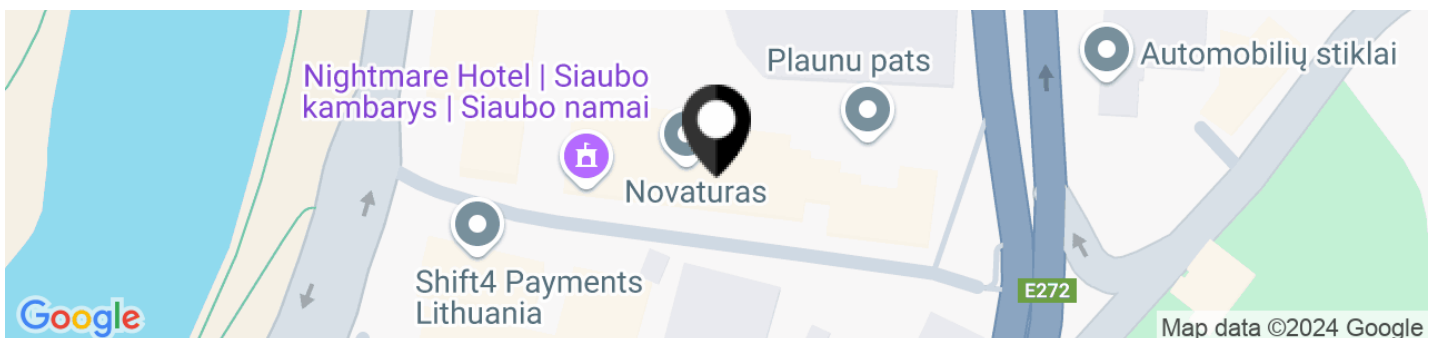 Plaunu pats
Automobilių stiklai
Nightmare Hotel | Siaubo
kambarys | Siaubo namai
Novaturas
Shift4 Payments
Lithuania
E272
Google
Map data ©2024 Google